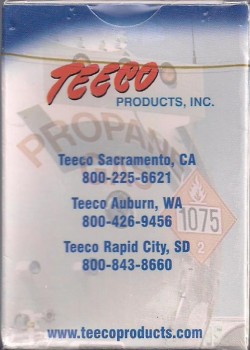 TEECO
PRODUCTS, INC.
PROPANE
Teeco Sacramento, CA
800-225-6621
Teeco Auburn, WA
800-426-9456
1075
Teeco Rapid City, SD
2
800-843-8660
www.teecoproducts.com